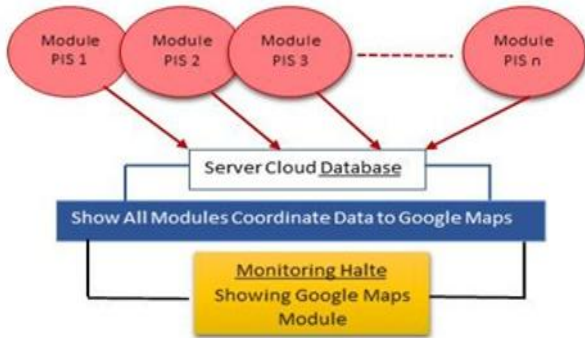 Module
PIS 1
Module
PIS 2
Module
PIS 3
Module
PIS n
Server Cloud Database
Show All Modules Coordinate Data to Google Maps
Monitoring Halte
Showing Google Maps
Module